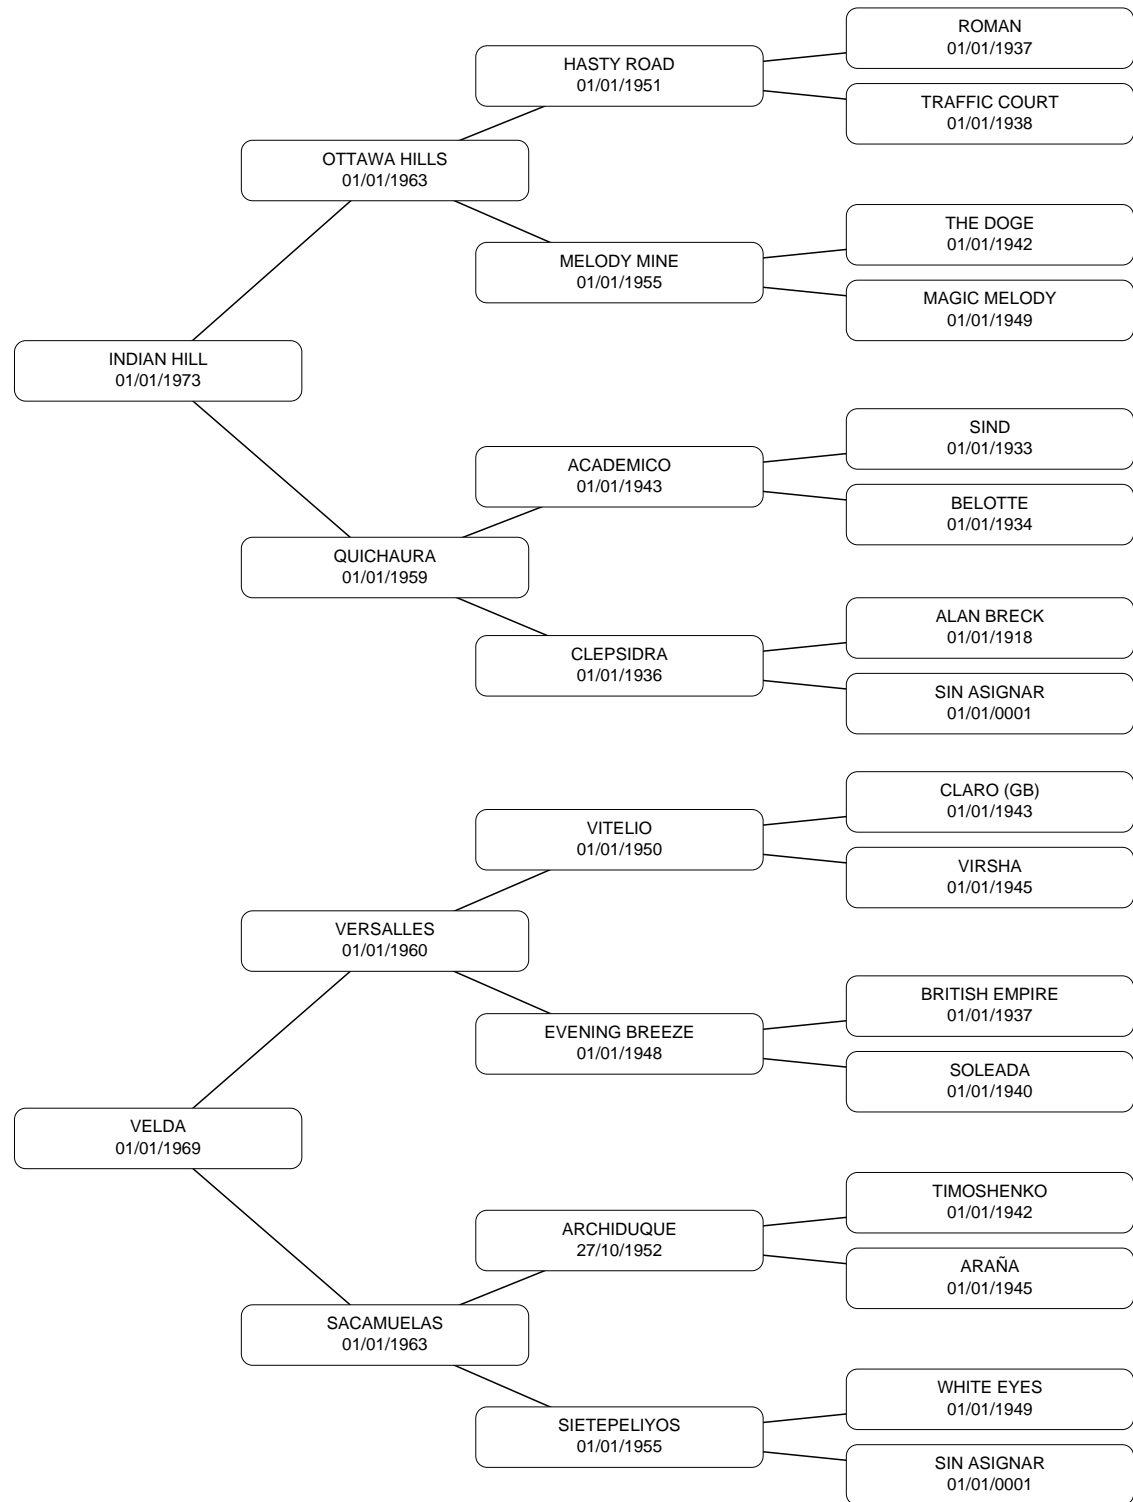 ROMAN
01/01/1937
HASTY ROAD
01/01/1951
TRAFFIC COURT
01/01/1938
OTTAWA HILLS
01/01/1963
THE DOGE
01/01/1942
MELODY MINE
01/01/1955
MAGIC MELODY
01/01/1949
INDIAN HILL
01/01/1973
SIND
01/01/1933
ACADEMICO
01/01/1943
BELOTTE
01/01/1934
QUICHAURA
01/01/1959
ALAN BRECK
01/01/1918
CLEPSIDRA
01/01/1936
SIN ASIGNAR
01/01/0001
CLARO (GB)
01/01/1943
VITELIO
01/01/1950
VIRSHA
01/01/1945
VERSALLES
01/01/1960
BRITISH EMPIRE
01/01/1937
EVENING BREEZE
01/01/1948
SOLEADA
01/01/1940
VELDA
01/01/1969
TIMOSHENKO
01/01/1942
ARCHIDUQUE
27/10/1952
ARAÑA
01/01/1945
SACAMUELAS
01/01/1963
WHITE EYES
01/01/1949
SIETEPELIYOS
01/01/1955
SIN ASIGNAR
01/01/0001